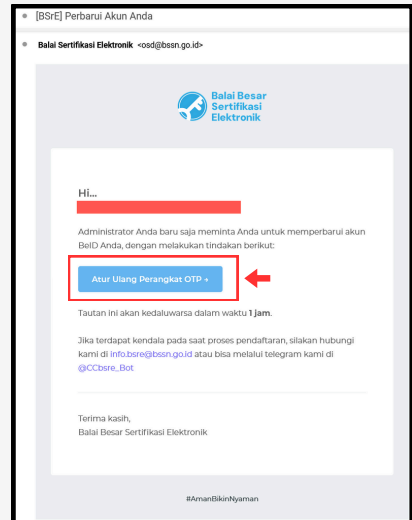 [BSrE] Perbarui Akun Anda
Balai Sertifikasi Elektronik <osd@bssn.go.id>
Balai Besar
Sertifikasi
Elektronik
Hi...
Administrator Anda baru saja meminta Anda untuk memperbarui akun
BeID Anda, dengan melakukan tindakan berikut:
Atur Ulang Perangkat OTP
Tautan ini akan kedaluwarsa dalam waktu 1 jam.
Jika terdapat kendala pada saat proses pendaftaran, silakan hubungi
kami di info.bsre@bssn.go.id atau bisa melalui telegram kami di
@CCbsre_Bot
Terima kasih,
Balai Besar Sertifikasi Elektronik
#AmanBikinNyaman